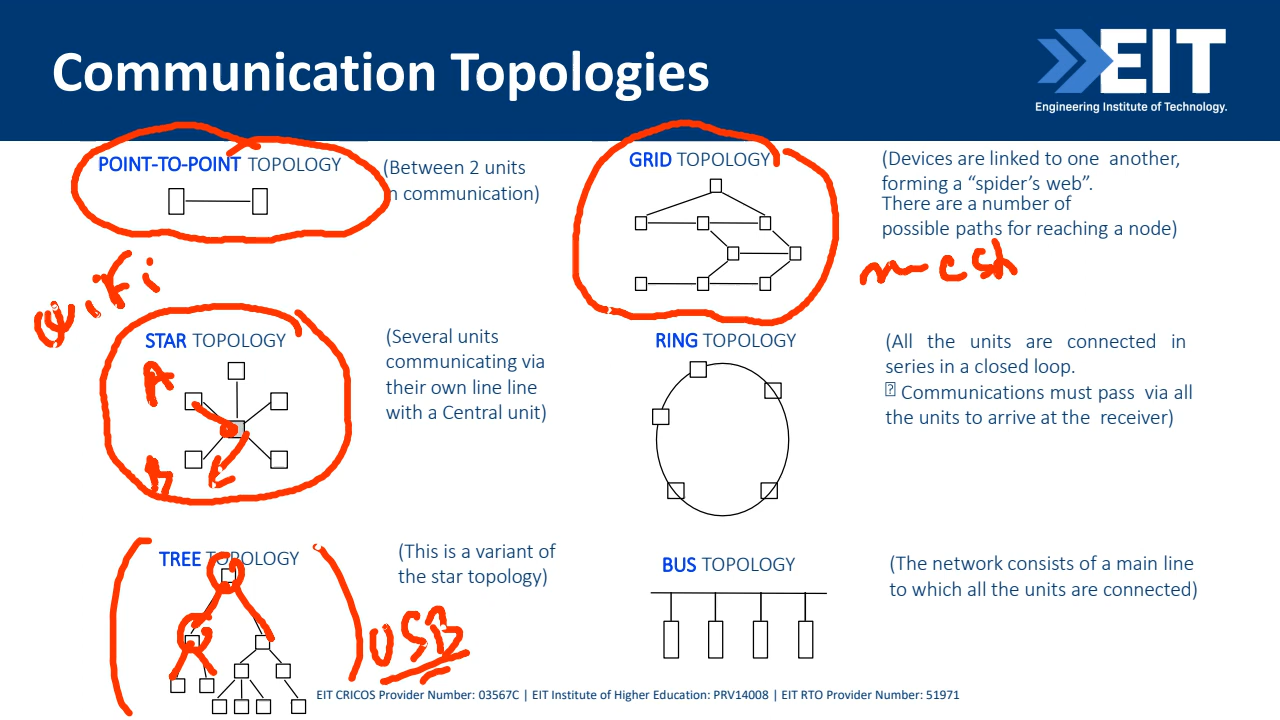 Communication Topologies
EIT
Engineering Institute of Technology.
POINT-TO-POINT TOPOLOGY
(Between 2 units
n communication)
WiFi
STAR TOPOLOGY
A
B
(Several units
communicating via
their own line line
with a Central unit)
TREE TOPOLOGY
(This is a variant of
the star topology)
USB
GRID TOPOLOGY
(Devices are linked to one another,
forming a “spider’s web”.
There are a number of
possible paths for reaching a node)
mesh
RING TOPOLOGY
(All the units are connected in
series in a closed loop.
Communications must pass via all
the units to arrive at the receiver)
BUS TOPOLOGY
(The network consists of a main line
to which all the units are connected)
EIT CRICOS Provider Number: 03567C | EIT Institute of Higher Education: PRV14008 | EIT RTO Provider Number: 51971